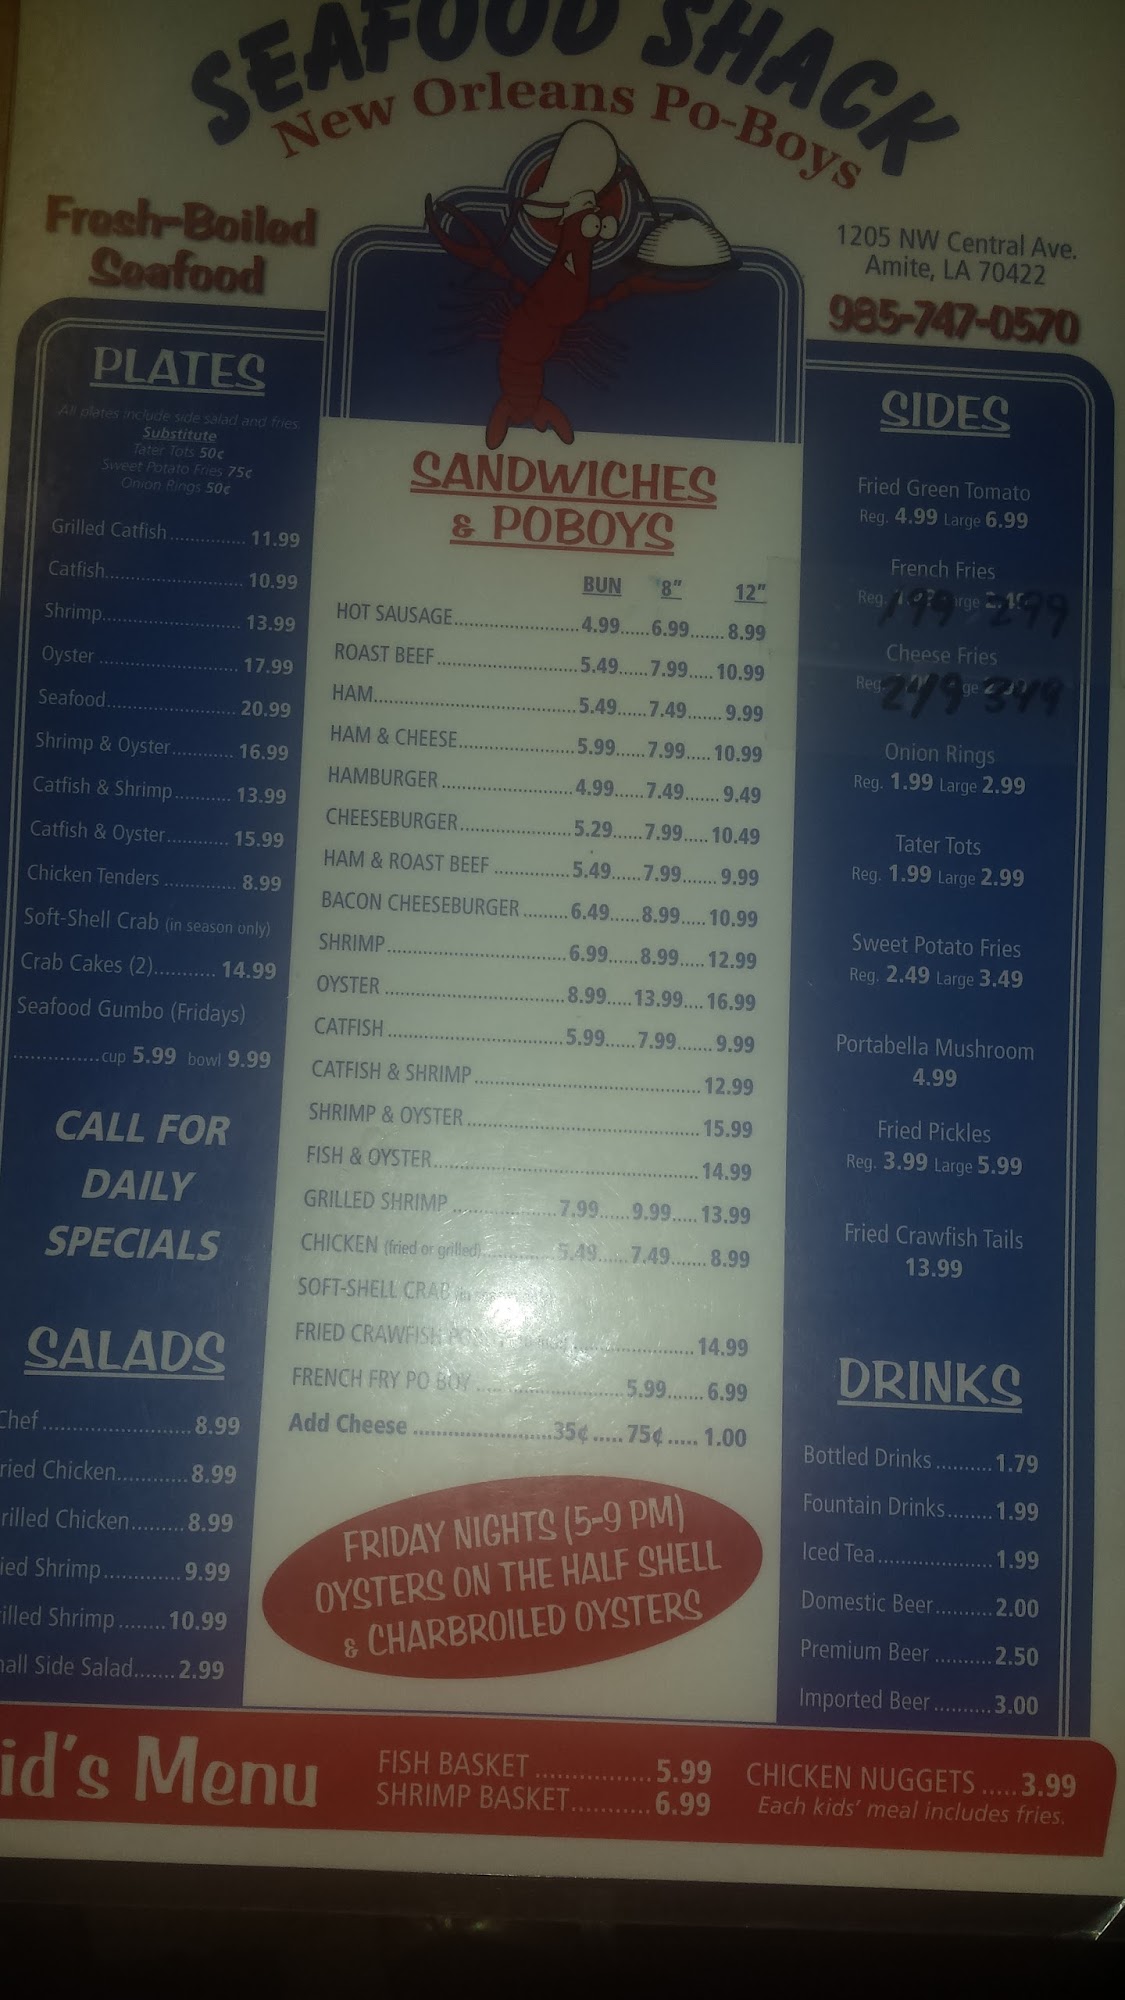 SEAFOOD SHACK
New Orleans Po-Boys
Fresh-Boiled
Seafood
1205 NW Central Ave.
Amite, LA 70422
985-747-0570
PLATES
All plates include side salad and fries
Substitute
Tater Tots 50¢
Sweet Potato Fries 75¢
Onion Rings 50¢
Grilled Catfish .............. 11.99
Catfish.......................... 10.99
Shrimp.......................... 13.99
Oyster .......................... 17.99
Seafood........................ 20.99
Shrimp & Oyster........... 16.99
Catfish & Shrimp.......... 13.99
Catfish & Oyster............ 15.99
Chicken Tenders ............. 8.99
Soft-Shell Crab (in season only)
Crab Cakes (2)........... 14.99
Seafood Gumbo (Fridays)
................cup 5.99 bowl 9.99
CALL FOR
DAILY
SPECIALS
SALADS
Chef .......................... 8.99
ried Chicken............ 8.99
rilled Chicken......... 8.99
ied Shrimp............. 9.99
illed Shrimp ........ 10.99
nall Side Salad....... 2.99
SANDWICHES
& POBOYS
BUN 8" 12"
HOT SAUSAGE......................4.99......6.99.......8.99
ROAST BEEF.........................5.49......7.99.....10.99
HAM.....................................5.49......7.49.......9.99
HAM & CHEESE.....................5.99......7.99.....10.99
HAMBURGER .......................4.99......7.49.......9.49
CHEESEBURGER....................5.29......7.99.....10.49
HAM & ROAST BEEF .............5.49......7.99.......9.99
BACON CHEESEBURGER ........6.49......8.99.....10.99
SHRIMP................................6.99......8.99.....12.99
OYSTER ................................8.99....13.99....16.99
CATFISH ...............................5.99......7.99.......9.99
CATFISH & SHRIMP ........................................12.99
SHRIMP & OYSTER .........................................15.99
FISH & OYSTER...............................................14.99
GRILLED SHRIMP ..................7.99......9.99.....13.99
CHICKEN (fried or grilled)............5.49......7.49.......8.99
SOFT-SHELL CRAB
FRIED CRAWFISH .....................14.99
FRENCH FRY PO BOY ..........................5.99.......6.99
Add Cheese ........................35¢ ..... 75¢ ..... 1.00
FRIDAY NIGHTS (5-9 PM)
OYSTERS ON THE HALF SHELL
& CHARBROILED OYSTERS
SIDES
Fried Green Tomato
Reg. 4.99 Large 6.99
French Fries
Reg. 199 299
Cheese Fries
Reg. 249 349
Onion Rings
Reg. 1.99 Large 2.99
Tater Tots
Reg. 1.99 Large 2.99
Sweet Potato Fries
Reg. 2.49 Large 3.49
Portabella Mushroom
4.99
Fried Pickles
Reg. 3.99 Large 5.99
Fried Crawfish Tails
13.99
DRINKS
Bottled Drinks ..........1.79
Fountain Drinks........1.99
Iced Tea.....................1.99
Domestic Beer..........2.00
Premium Beer ..........2.50
Imported Beer ..........3.00
id's Menu
FISH BASKET .................5.99
SHRIMP BASKET............6.99
CHICKEN NUGGETS .....3.99
Each kids' meal includes fries.